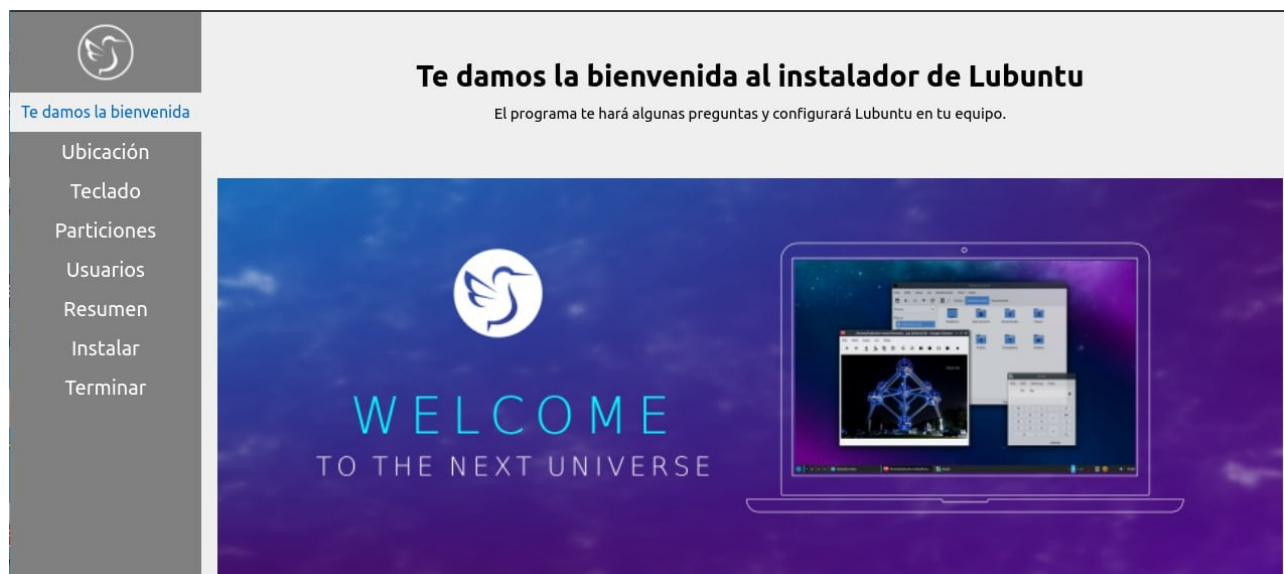 Te damos la bienvenida al instalador de Lubuntu
El programa te hará algunas preguntas y configurará Lubuntu en tu equipo.
Te damos la bienvenida
Ubicación
Teclado
Particiones
Usuarios
Resumen
Instalar
Terminar
WELCOME
TO THE NEXT UNIVERSE